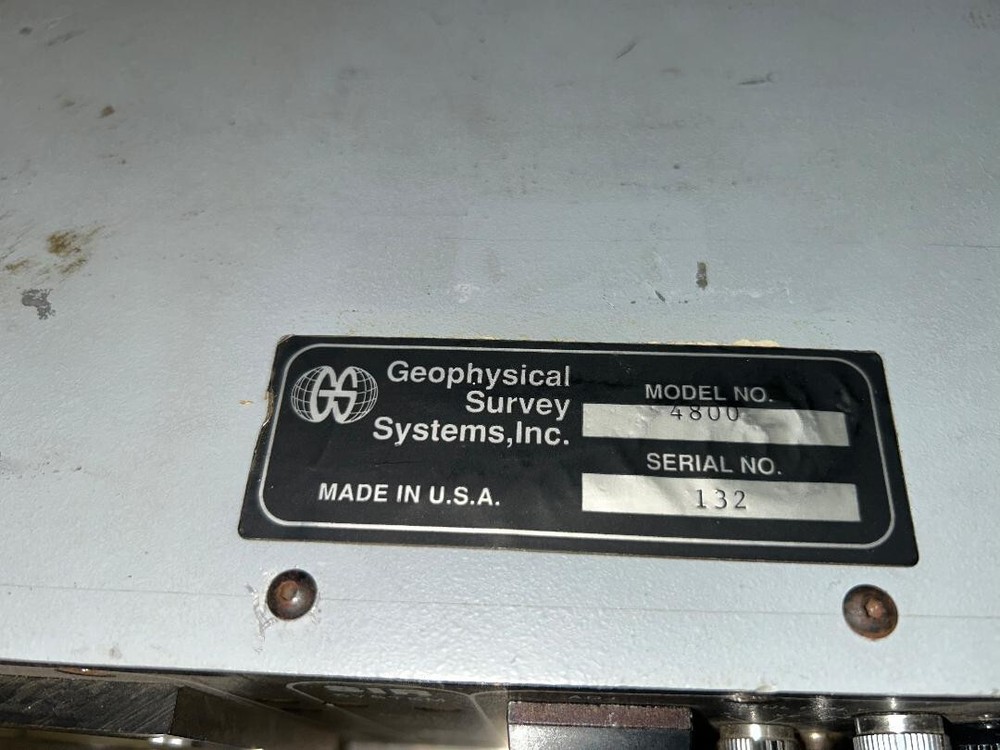 GS
Geophysical
Survey
Systems,Inc.
MADE IN U.S.A.
MODEL NO.
4800
SERIAL NO.
132